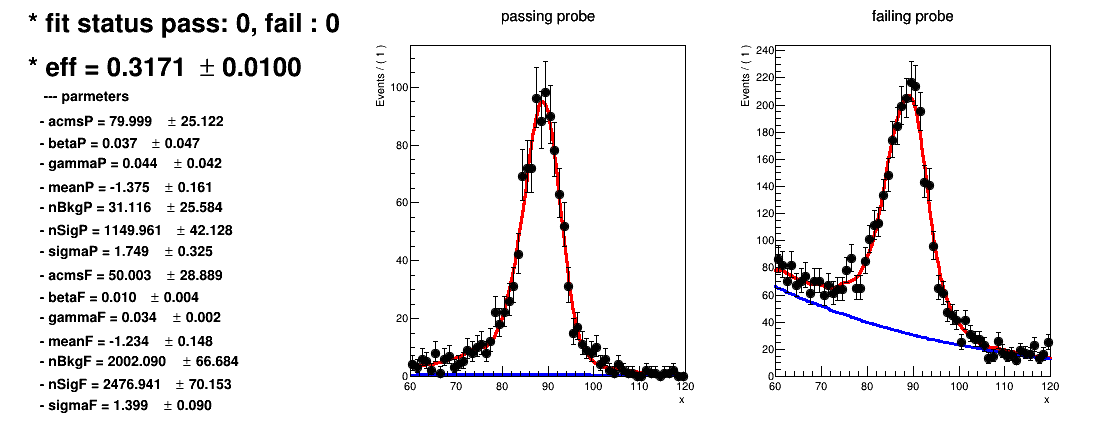 * fit status pass: 0, fail : 0
* eff = 0.3171 ± 0.0100
--- parmeters
- acmsP = 79.999 ± 25.122
- betaP = 0.037 ± 0.047
- gammaP = 0.044 ± 0.042
- meanP = -1.375 ± 0.161
- nBkgP = 31.116 ± 25.584
- nSigP = 1149.961 ± 42.128
- sigmaP = 1.749 ± 0.325
- acmsF = 50.003 ± 28.889
- betaF = 0.010 ± 0.004
- gammaF = 0.034 ± 0.002
- meanF = -1.234 ± 0.148
- nBkgF = 2002.090 ± 66.684
- nSigF = 2476.941 ± 70.153
- sigmaF = 1.399 ± 0.090
passing probe
Events / ( 1 )
100
80
60
40
20
0
60 70 80 90 100 110 120
x
failing probe
Events / ( 1 )
240
220
200
180
160
140
120
100
80
60
40
20
0
60 70 80 90 100 110 120
x